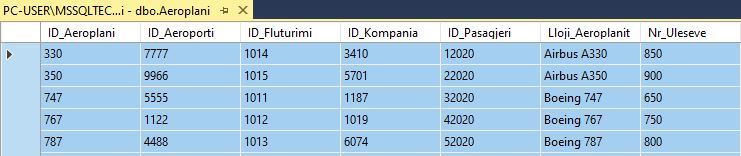 PC-USER\MSSQLTEC...i - dbo.Aeroplani
ID_Aeroplani ID_Aeroporti ID_Fluturimi ID_Kompania ID_Pasagjeri Lloji_Aeroplanit Nr_Uleseve
330 7777 1014 3410 12020 Airbus A330 850
350 9966 1015 5701 22020 Airbus A350 900
747 5555 1011 1187 32020 Boeing 747 650
767 1122 1012 1019 42020 Boeing 767 750
787 4488 1013 6074 52020 Boeing 787 800